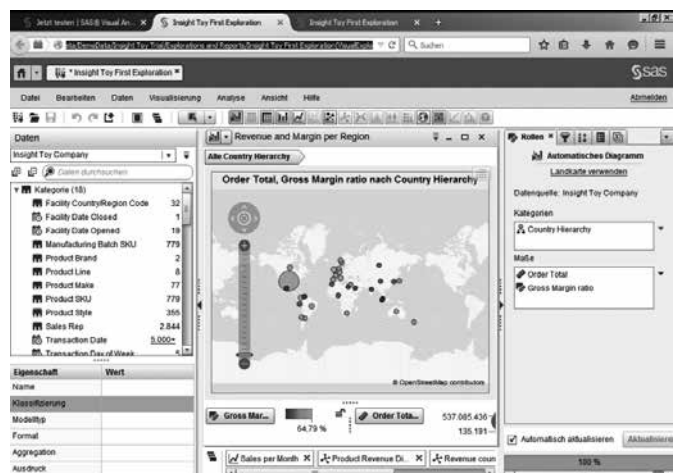 Jetzt testen | SAS® Visual An... ×
Insight Toy First Exploration ×
Insight Toy First Exploration ×
Suchen
* Insight Toy First Exploration
sas
Datei Bearbeiten Daten Visualisierung Analyse Ansicht Hilfe
Abmelden
Daten
Insight Toy Company
Daten durchsuchen
Kategorie (18)
Facility Country/Region Code 32
Facility Date Closed 1
Facility Date Opened 19
Manufacturing Batch SKU 779
Product Brand 2
Product Line 8
Product Make 77
Product SKU 779
Product Style 355
Sales Rep 2.844
Transaction Date 5.000+
Transaction Day of Week 5
Eigenschaft Wert
Name
Klassifizierung
Modelltyp
Format
Aggregation
Ausdruck
Revenue and Margin per Region
Alle Country Hierarchy
Order Total, Gross Margin ratio nach Country Hierarchy
© OpenStreetMap contributors
Gross Mar...
64,79 %
Order Tota...
537.085.436
135.191
Sales per Month ×
Product Revenue Di... ×
Revenue coun
Rollen
Automatisches Diagramm
Landkarte verwenden
Datenquelle: Insight Toy Company
Kategorien
Country Hierarchy
Maße
Order Total
Gross Margin ratio
Automatisch aktualisieren
Aktualisiere
100 %